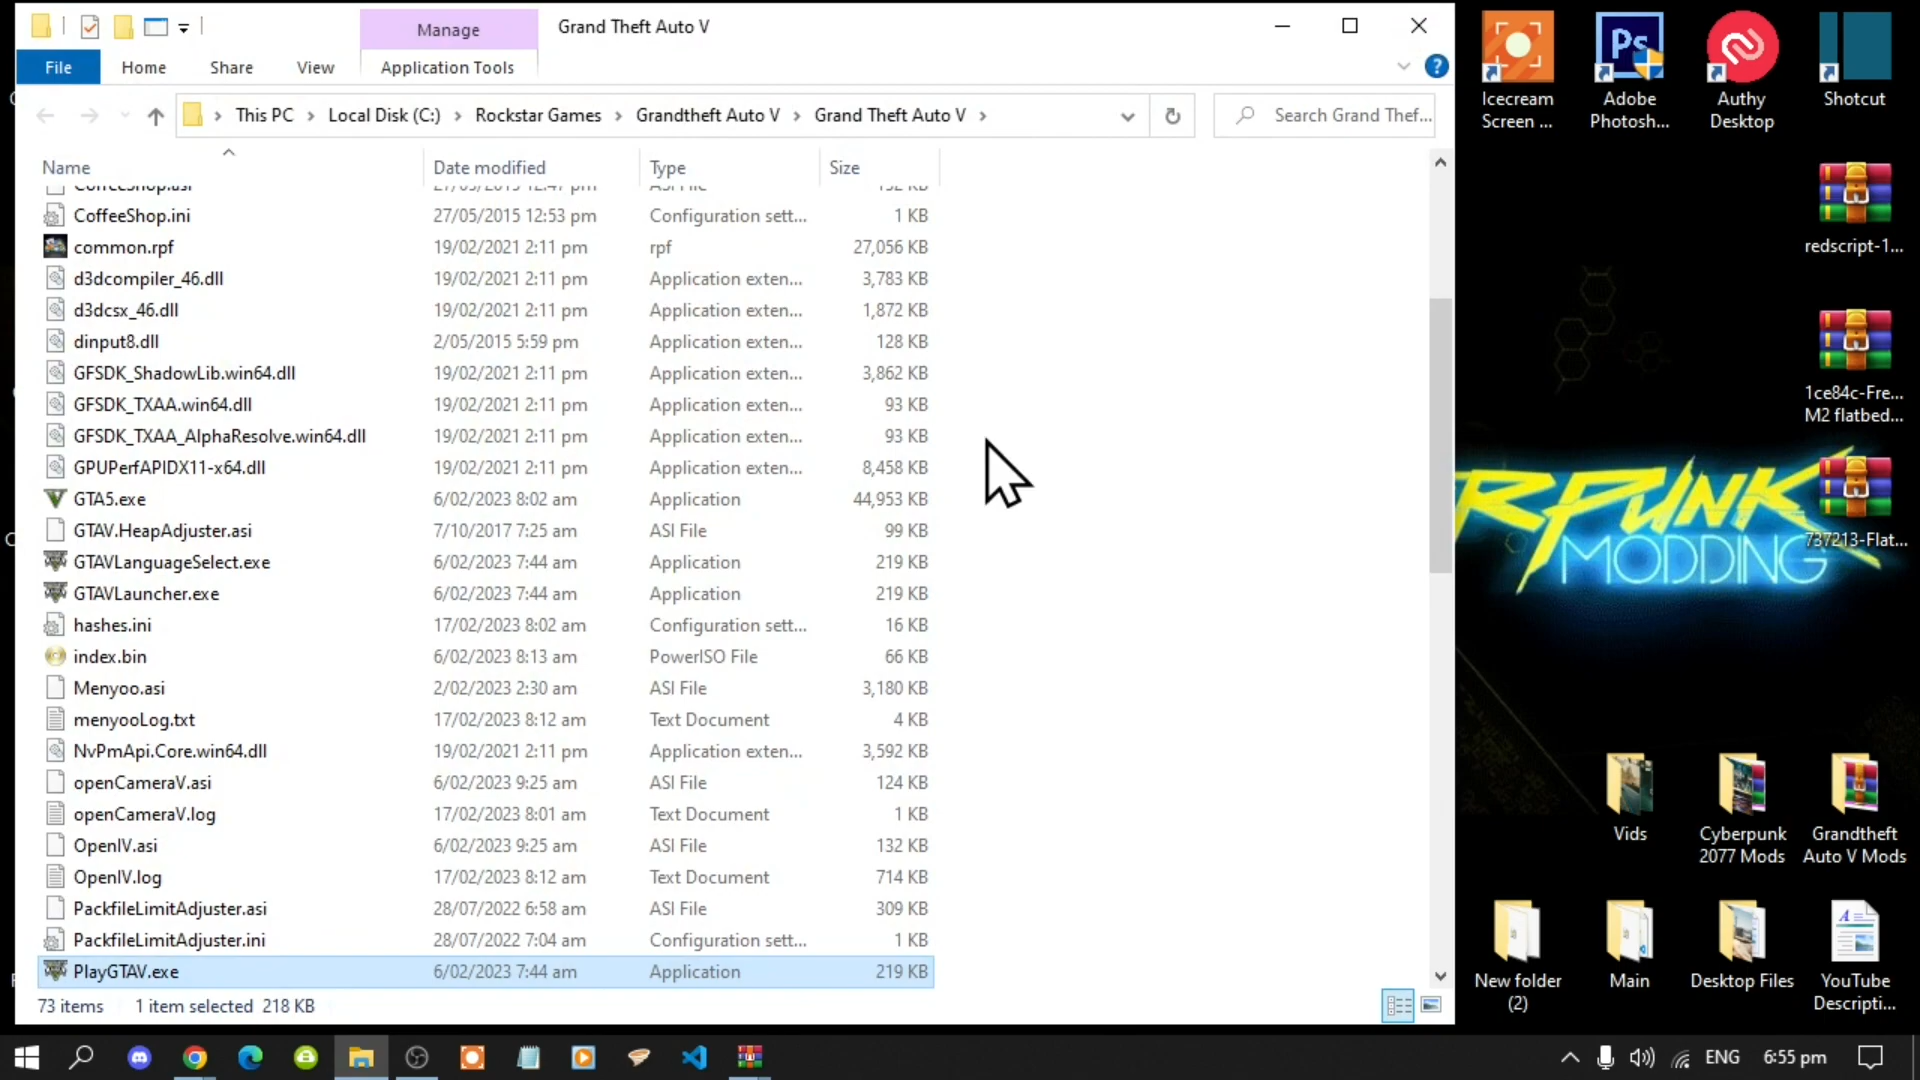 Manage
Grand Theft Auto V
File
Home
Share
View
Application Tools
This PC
Local Disk (C:)
Rockstar Games
Grandtheft Auto V
Grand Theft Auto V
Search Grand Thef...
Name
Date modified
Type
Size
CoffeeShop.asi 27/05/2015 12:47 pm ASI File 132 KB
CoffeeShop.ini 27/05/2015 12:53 pm Configuration sett... 1 KB
common.rpf 19/02/2021 2:11 pm rpf 27,056 KB
d3dcompiler_46.dll 19/02/2021 2:11 pm Application exten... 3,783 KB
d3dcsx_46.dll 19/02/2021 2:11 pm Application exten... 1,872 KB
dinput8.dll 2/05/2015 5:59 pm Application exten... 128 KB
GFSDK_ShadowLib.win64.dll 19/02/2021 2:11 pm Application exten... 3,862 KB
GFSDK_TXAA.win64.dll 19/02/2021 2:11 pm Application exten... 93 KB
GFSDK_TXAA_AlphaResolve.win64.dll 19/02/2021 2:11 pm Application exten... 93 KB
GPUPerfAPIDX11-x64.dll 19/02/2021 2:11 pm Application exten... 8,458 KB
GTA5.exe 6/02/2023 8:02 am Application 44,953 KB
GTAV.HeapAdjuster.asi 7/10/2017 7:25 am ASI File 99 KB
GTAVLanguageSelect.exe 6/02/2023 7:44 am Application 219 KB
GTAVLauncher.exe 6/02/2023 7:44 am Application 219 KB
hashes.ini 17/02/2023 8:02 am Configuration sett... 16 KB
index.bin 6/02/2023 8:13 am PowerISO File 66 KB
Menyoo.asi 2/02/2023 2:30 am ASI File 3,180 KB
menyooLog.txt 17/02/2023 8:12 am Text Document 4 KB
NvPmApi.Core.win64.dll 19/02/2021 2:11 pm Application exten... 3,592 KB
openCameraV.asi 6/02/2023 9:25 am ASI File 124 KB
openCameraV.log 17/02/2023 8:01 am Text Document 1 KB
OpenIV.asi 6/02/2023 9:25 am ASI File 132 KB
OpenIV.log 17/02/2023 8:12 am Text Document 714 KB
PackfileLimitAdjuster.asi 28/07/2022 6:58 am ASI File 309 KB
PackfileLimitAdjuster.ini 28/07/2022 7:04 am Configuration sett... 1 KB
PlayGTAV.exe 6/02/2023 7:44 am Application 219 KB
73 items 1 item selected 218 KB
Icecream
Screen ...
Ps
Adobe
Photosh...
Authy
Desktop
Shotcut
redscript-1...
1ce84c-Fre...
M2 flatbed...
RPUNK
MODDING
737213-Flat...
Vids
Cyberpunk
2077 Mods
Grandtheft
Auto V Mods
New folder
(2)
Main
Desktop Files
YouTube
Descripti...
ENG
6:55 pm